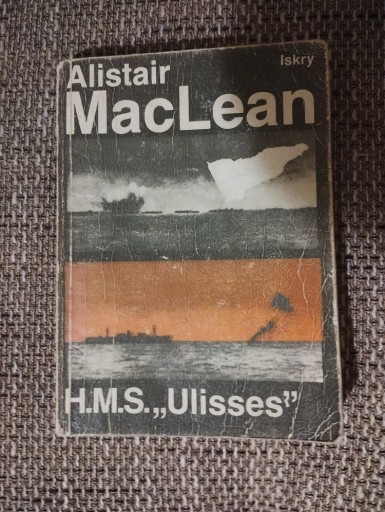 Alistair
Iskry
MacLean
H.M.S. „Ulisses”